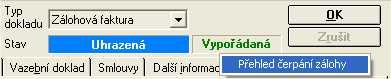 Typ dokladu Zálohová faktura OK
Stav Uhrazená Vypořádaná Zrušit
Vazební doklad Smlouvy Další informac Přehled čerpání zálohy